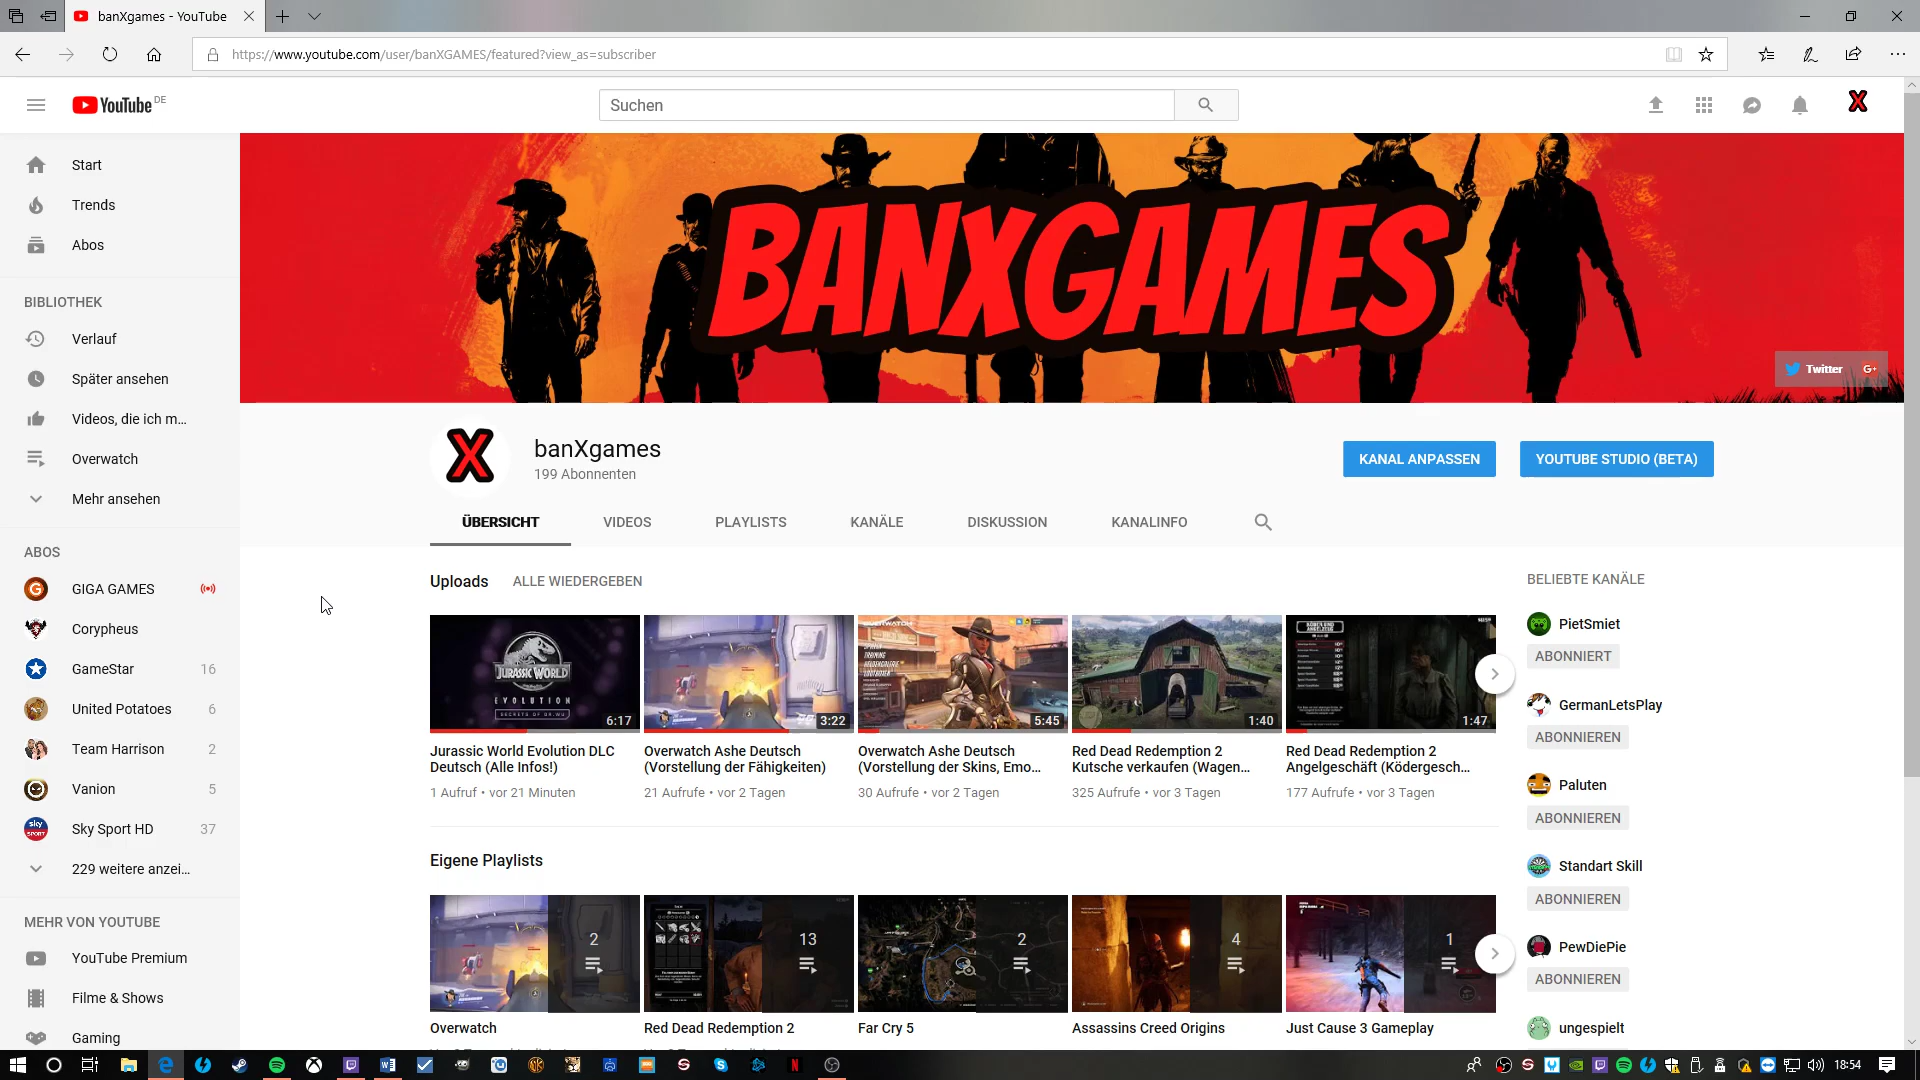 banXgames - YouTube
https://www.youtube.com/user/banXGAMES/featured?view_as=subscriber
YouTube DE
Suchen
Start
Trends
Abos
BIBLIOTHEK
Verlauf
Später ansehen
Videos, die ich m...
Overwatch
Mehr ansehen
ABOS
GIGA GAMES
Corypheus
GameStar 16
United Potatoes 6
Team Harrison 2
Vanion 5
Sky Sport HD 37
229 weitere anzei...
MEHR VON YOUTUBE
YouTube Premium
Filme & Shows
Gaming
BANXGAMES
Twitter G+
banXgames
199 Abonnenten
KANAL ANPASSEN
YOUTUBE STUDIO (BETA)
ÜBERSICHT VIDEOS PLAYLISTS KANÄLE DISKUSSION KANALINFO
Uploads ALLE WIEDERGEBEN
JURASSIC WORLD
EVOLUTION
SECRETS OF DR. WU
6:17
Jurassic World Evolution DLC
Deutsch (Alle Infos!)
1 Aufruf • vor 21 Minuten
3:22
Overwatch Ashe Deutsch
(Vorstellung der Fähigkeiten)
21 Aufrufe • vor 2 Tagen
OVERWATCH
TRAINING
5:45
Overwatch Ashe Deutsch
(Vorstellung der Skins, Emo...
30 Aufrufe • vor 2 Tagen
1:40
Red Dead Redemption 2
Kutsche verkaufen (Wagen...
325 Aufrufe • vor 3 Tagen
1:47
Red Dead Redemption 2
Angelgeschäft (Ködergesch...
177 Aufrufe • vor 3 Tagen
Eigene Playlists
2
Overwatch
13
Red Dead Redemption 2
2
Far Cry 5
4
Assassins Creed Origins
1
Just Cause 3 Gameplay
BELIEBTE KANÄLE
PietSmiet
ABONNIERT
GermanLetsPlay
ABONNIEREN
Paluten
ABONNIEREN
Standart Skill
ABONNIEREN
PewDiePie
ABONNIEREN
ungespielt
18:54